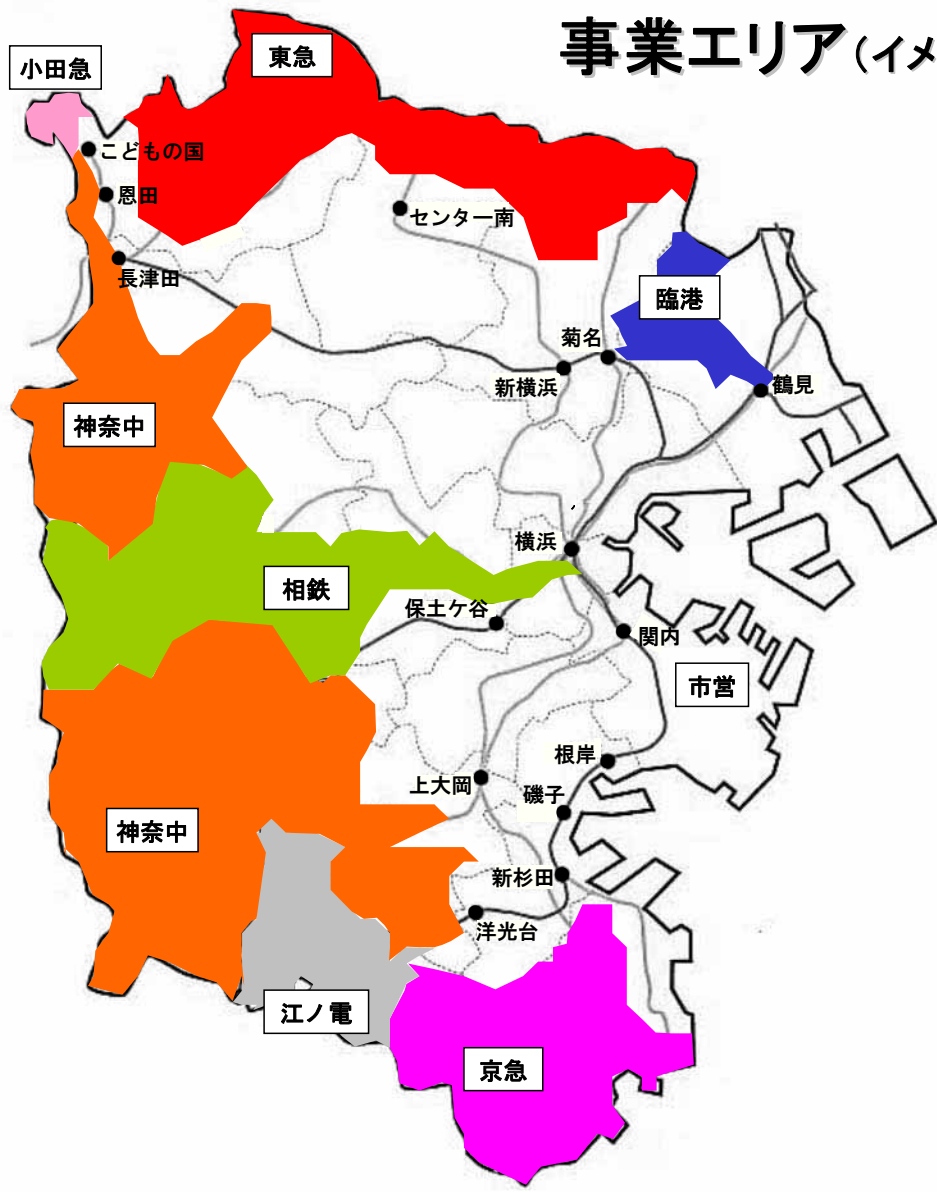 事業エリア（イメ
東急
小田急
こどもの国
恩田
センター南
長津田
臨港
菊名
新横浜
鶴見
神奈中
横浜
相鉄
保土ケ谷
関内
市営
根岸
上大岡
磯子
神奈中
新杉田
洋光台
江ノ電
京急